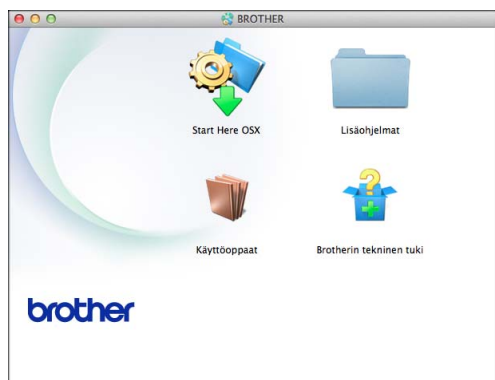 BROTHER
Start Here OSX
Lisäohjelmat
Käyttöoppaat
Brotherin tekninen tuki
brother